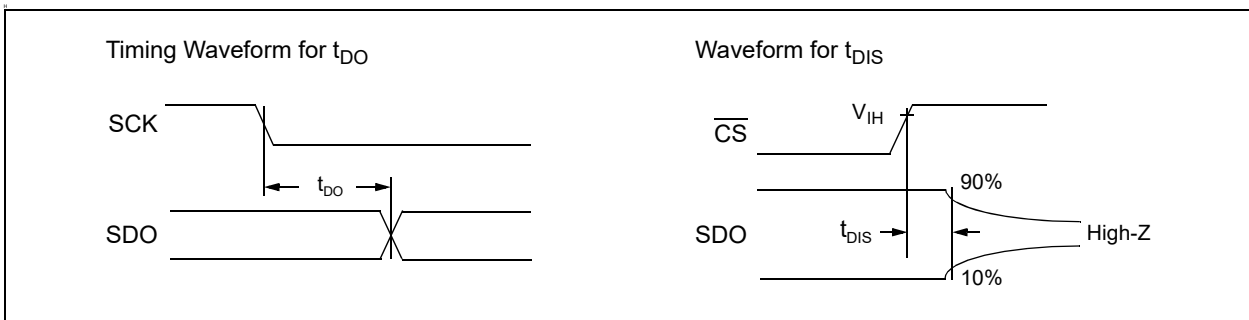 Timing Waveform for tDO
SCK
tDO
SDO
Waveform for tDIS
VIH
CS
90%
SDO
tDIS
High-Z
10%